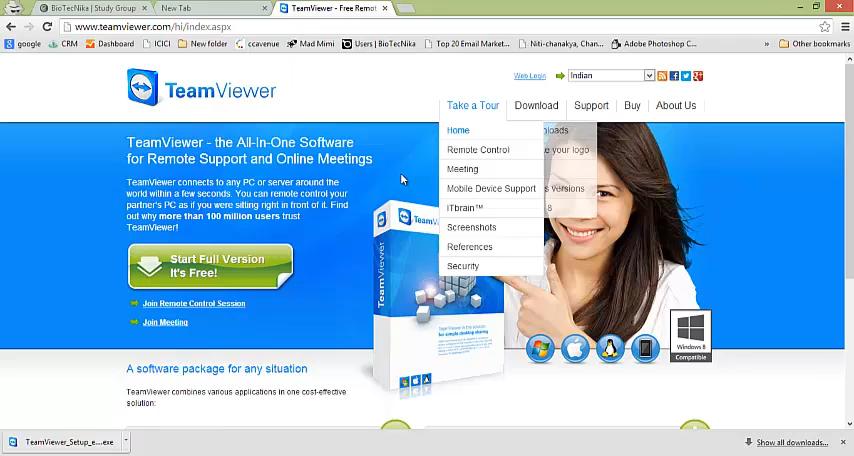 BioTecNika | Study Group
New Tab
TeamViewer - Free Remot
www.teamviewer.com/hi/index.aspx
google
CRM
Dashboard
ICICI
New folder
ccavenue
Mad Mimi
Users | BioTecNika
Top 20 Email Market...
Niti-chanakya, Chan...
Adobe Photoshop C...
»
Other bookmarks
TeamViewer
Web Login
Indian
Take a Tour
Download
Support
Buy
About Us
Home
Remote Control
Meeting
Mobile Device Support
ITbrain™
Screenshots
References
Security
TeamViewer - the All-In-One Software
for Remote Support and Online Meetings
TeamViewer connects to any PC or server around the
world within a few seconds. You can remote control your
partner's PC as if you were sitting right in front of it. Find
out why more than 100 million users trust
TeamViewer!
Start Full Version
It's Free!
Join Remote Control Session
Join Meeting
TeamViewer
Windows 8
Compatible
A software package for any situation
TeamViewer combines various applications in one cost-effective
solution:
TeamViewer_Setup_e....exe
Show all downloads...